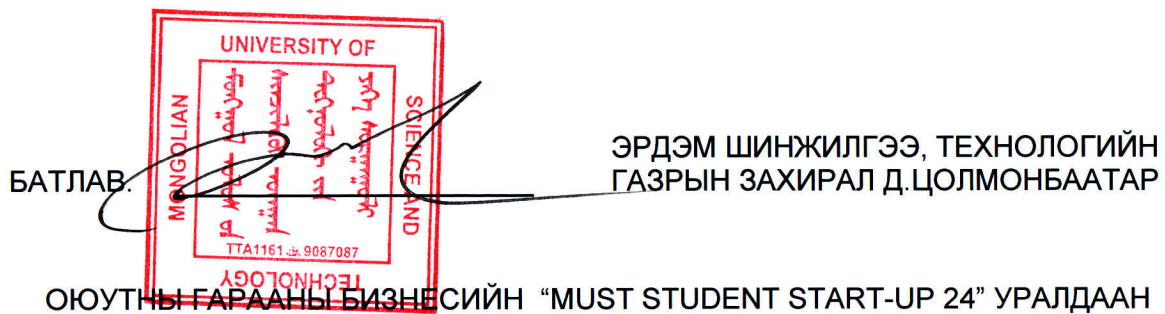 UNIVERSITY OF
MONGOLIAN
SCIENCE AND
TECHNOLOGY
ТТА1161 9087087
БАТЛАВ.
ЭРДЭМ ШИНЖИЛГЭЭ, ТЕХНОЛОГИЙН
ГАЗРЫН ЗАХИРАЛ Д.ЦОЛМОНБААТАР
ОЮУТНЫ ГАРААНЫ БИЗНЕСИЙН “MUST STUDENT START-UP 24” УРАЛДААН